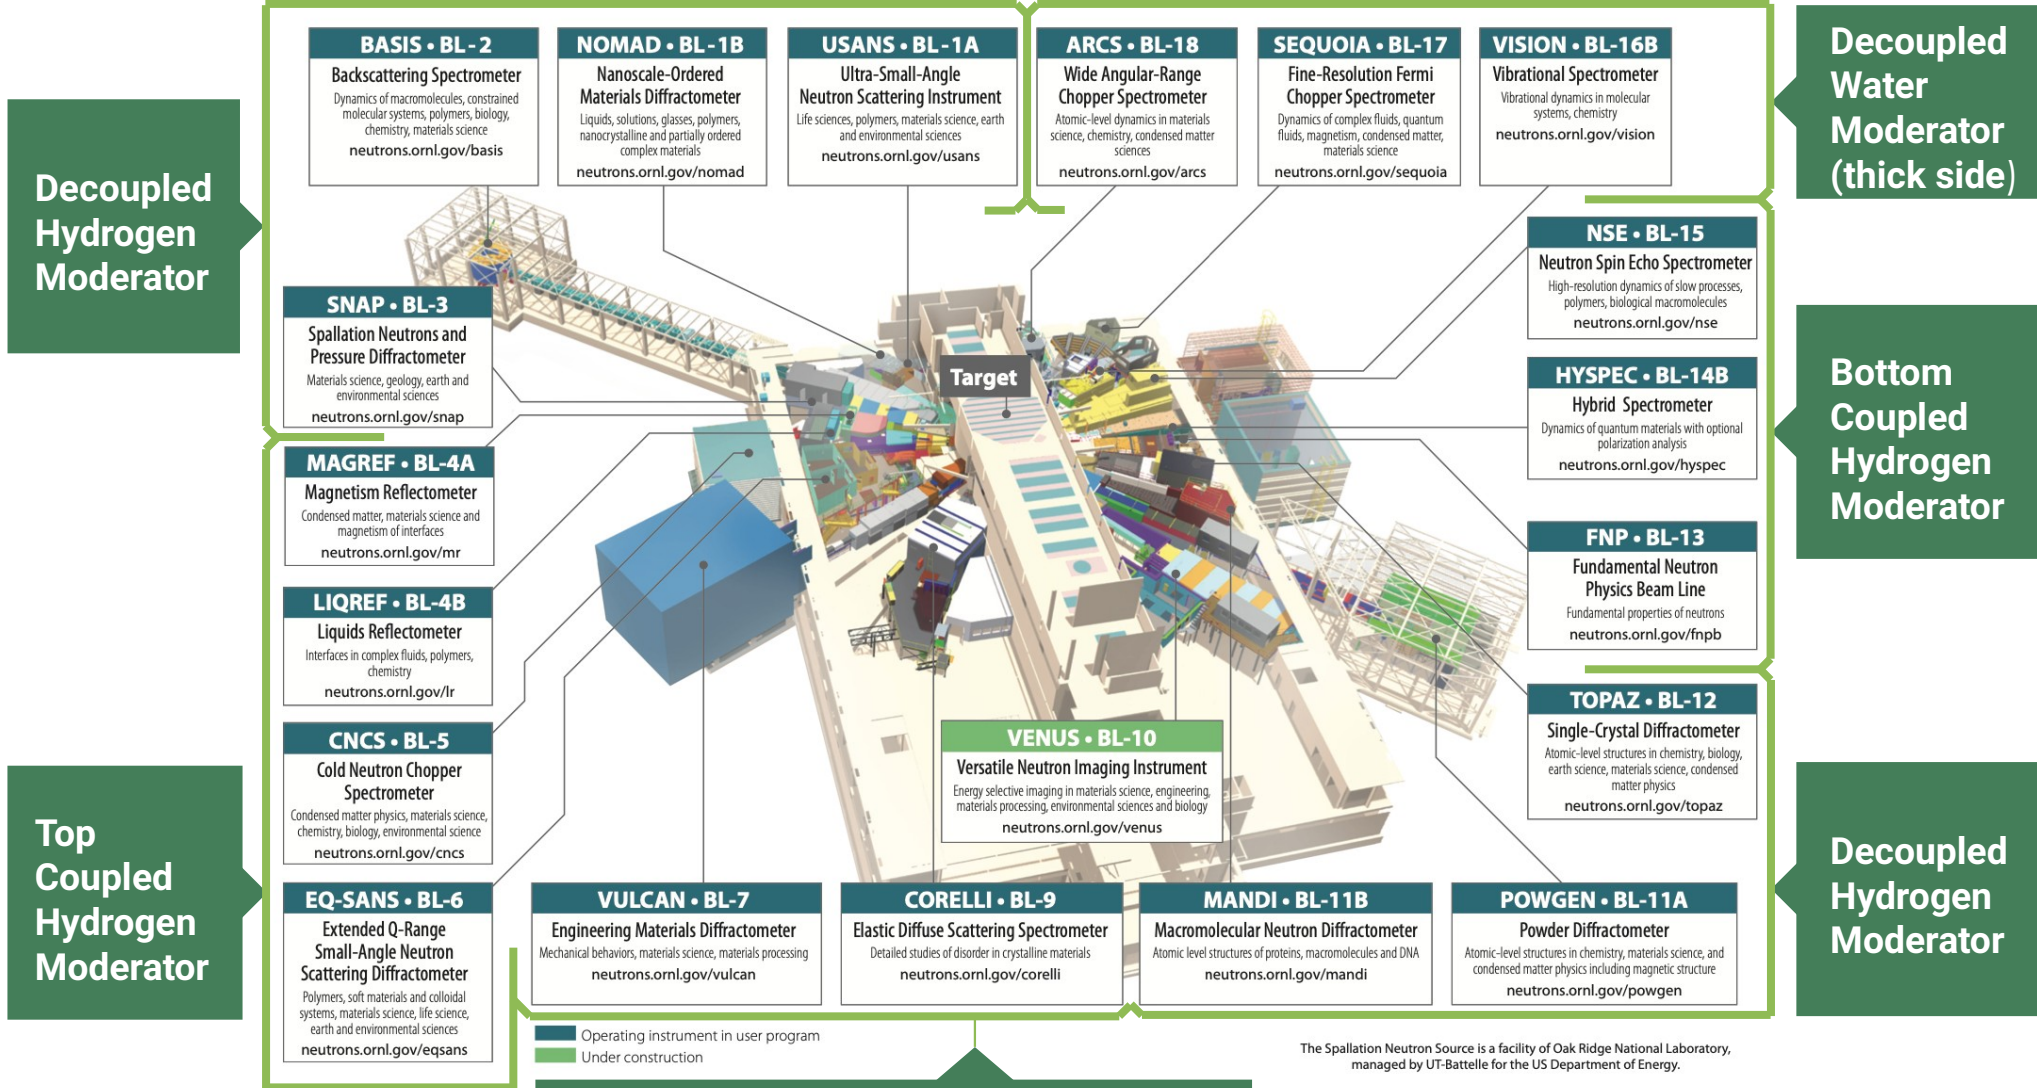 BASIS • BL-2
Backscattering Spectrometer
Dynamics of macromolecules, constrained
molecular systems, polymers, biology,
chemistry, materials science
neutrons.ornl.gov/basis
NOMAD • BL-1B
Nanoscale-Ordered
Materials Diffractometer
Liquids, solutions, glasses, polymers,
nanocrystalline and partially ordered
complex materials
neutrons.ornl.gov/nomad
USANS • BL-1A
Ultra-Small-Angle
Neutron Scattering Instrument
Life sciences, polymers, materials science, earth
and environmental sciences
neutrons.ornl.gov/usans
ARCS • BL-18
Wide Angular-Range
Chopper Spectrometer
Atomic-level dynamics in materials
science, chemistry, condensed matter
sciences
neutrons.ornl.gov/arcs
SEQUOIA • BL-17
Fine-Resolution Fermi
Chopper Spectrometer
Dynamics of complex fluids, quantum
fluids, magnetism, condensed matter,
materials science
neutrons.ornl.gov/sequoia
VISION • BL-16B
Vibrational Spectrometer
Vibrational dynamics in molecular
systems, chemistry
neutrons.ornl.gov/vision
Decoupled
Water
Moderator
(thick side)
Decoupled
Hydrogen
Moderator
SNAP • BL-3
Spallation Neutrons and
Pressure Diffractometer
Materials science, geology, earth and
environmental sciences
neutrons.ornl.gov/snap
Target
NSE • BL-15
Neutron Spin Echo Spectrometer
High-resolution dynamics of slow processes,
polymers, biological macromolecules
neutrons.ornl.gov/nse
HYSPEC • BL-14B
Hybrid Spectrometer
Dynamics of quantum materials with optional
polarization analysis
neutrons.ornl.gov/hyspec
Bottom
Coupled
Hydrogen
Moderator
MAGREF • BL-4A
Magnetism Reflectometer
Condensed matter, materials science and
magnetism of interfaces
neutrons.ornl.gov/mr
FNP • BL-13
Fundamental Neutron
Physics Beam Line
Fundamental properties of neutrons
neutrons.ornl.gov/fnpb
LIQREF • BL-4B
Liquids Reflectometer
Interfaces in complex fluids, polymers,
chemistry
neutrons.ornl.gov/lr
TOPAZ • BL-12
Single-Crystal Diffractometer
Atomic-level structures in chemistry, biology,
earth science, materials science, condensed
matter physics
neutrons.ornl.gov/topaz
CNCS • BL-5
Cold Neutron Chopper
Spectrometer
Condensed matter physics, materials science,
chemistry, biology, environmental science
neutrons.ornl.gov/cncs
VENUS • BL-10
Versatile Neutron Imaging Instrument
Energy selective imaging in materials science, engineering,
materials processing, environmental sciences and biology
neutrons.ornl.gov/venus
Top
Coupled
Hydrogen
Moderator
EQ-SANS • BL-6
Extended Q-Range
Small-Angle Neutron
Scattering Diffractometer
Polymers, soft materials and colloidal
systems, materials science, life science,
earth and environmental sciences
neutrons.ornl.gov/eqsans
VULCAN • BL-7
Engineering Materials Diffractometer
Mechanical behaviors, materials science, materials processing
neutrons.ornl.gov/vulcan
CORELLI • BL-9
Elastic Diffuse Scattering Spectrometer
Detailed studies of disorder in crystalline materials
neutrons.ornl.gov/corelli
MANDI • BL-11B
Macromolecular Neutron Diffractometer
Atomic level structures of proteins, macromolecules and DNA
neutrons.ornl.gov/mandi
POWGEN • BL-11A
Powder Diffractometer
Atomic-level structures in chemistry, materials science, and
condensed matter physics including magnetic structure
neutrons.ornl.gov/powgen
Decoupled
Hydrogen
Moderator
Operating instrument in user program
Under construction
The Spallation Neutron Source is a facility of Oak Ridge National Laboratory,
managed by UT-Battelle for the US Department of Energy.